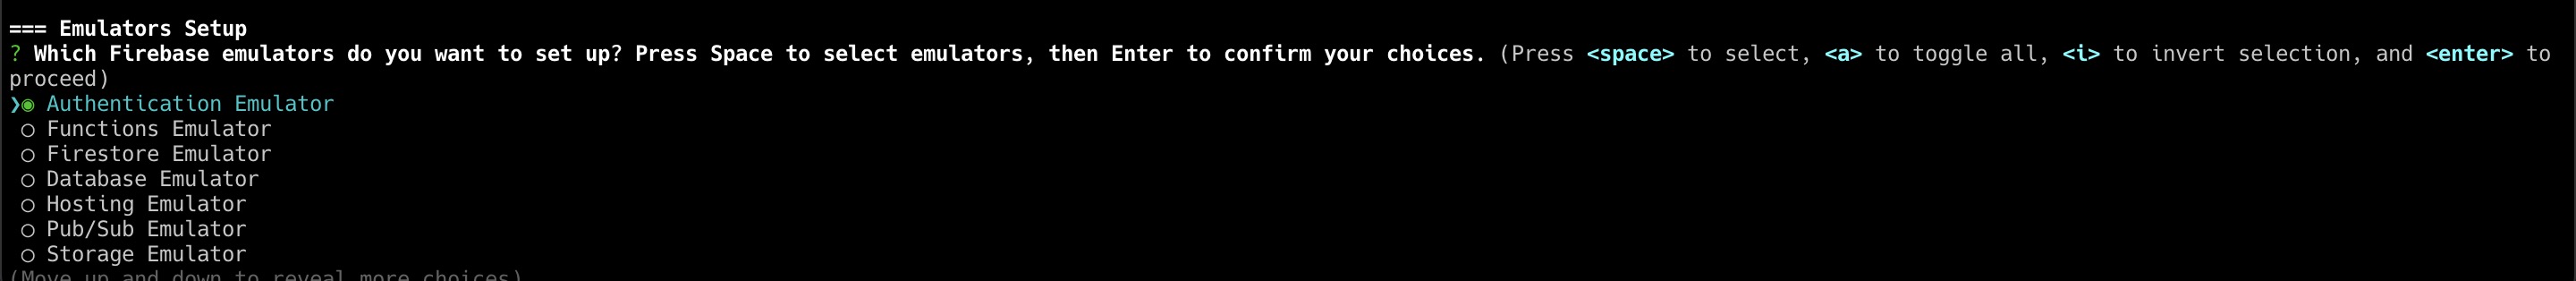 === Emulators Setup
? Which Firebase emulators do you want to set up? Press Space to select emulators, then Enter to confirm your choices. (Press <space> to select, <a> to toggle all, <i> to invert selection, and <enter> to
proceed)
❯◉ Authentication Emulator
◯ Functions Emulator
◯ Firestore Emulator
◯ Database Emulator
◯ Hosting Emulator
◯ Pub/Sub Emulator
◯ Storage Emulator
(Move up and down to reveal more choices)